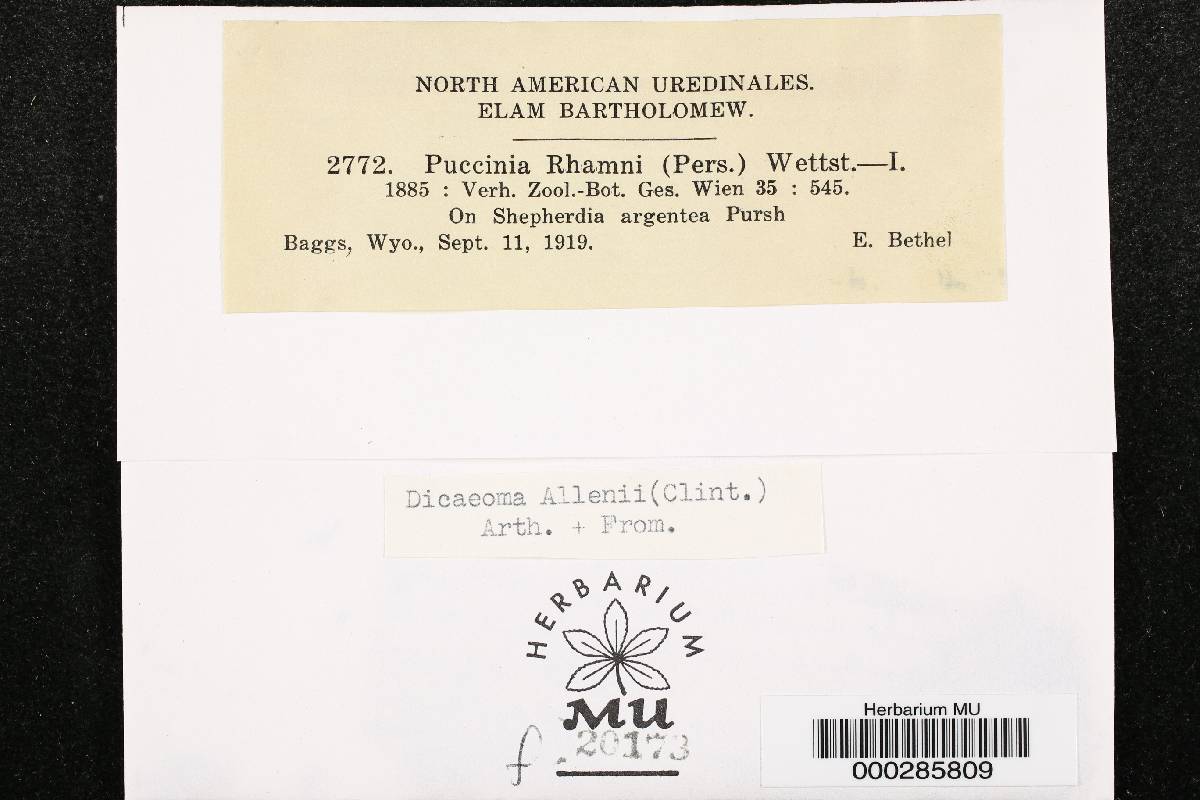 NORTH AMERICAN UREDINALES.
ELAM BARTHOLOMEW.
2772. Puccinia Rhamni (Pers.) Wettst.—I.
1885 : Verh. Zool.-Bot. Ges. Wien 35 : 545.
On Shepherdia argentea Pursh
Baggs, Wyo., Sept. 11, 1919. E. Bethel
Dicaeoma Allenii(Clint.)
Arth. + From.
HERBARIUM
MU
f. 20173
Herbarium MU
000285809